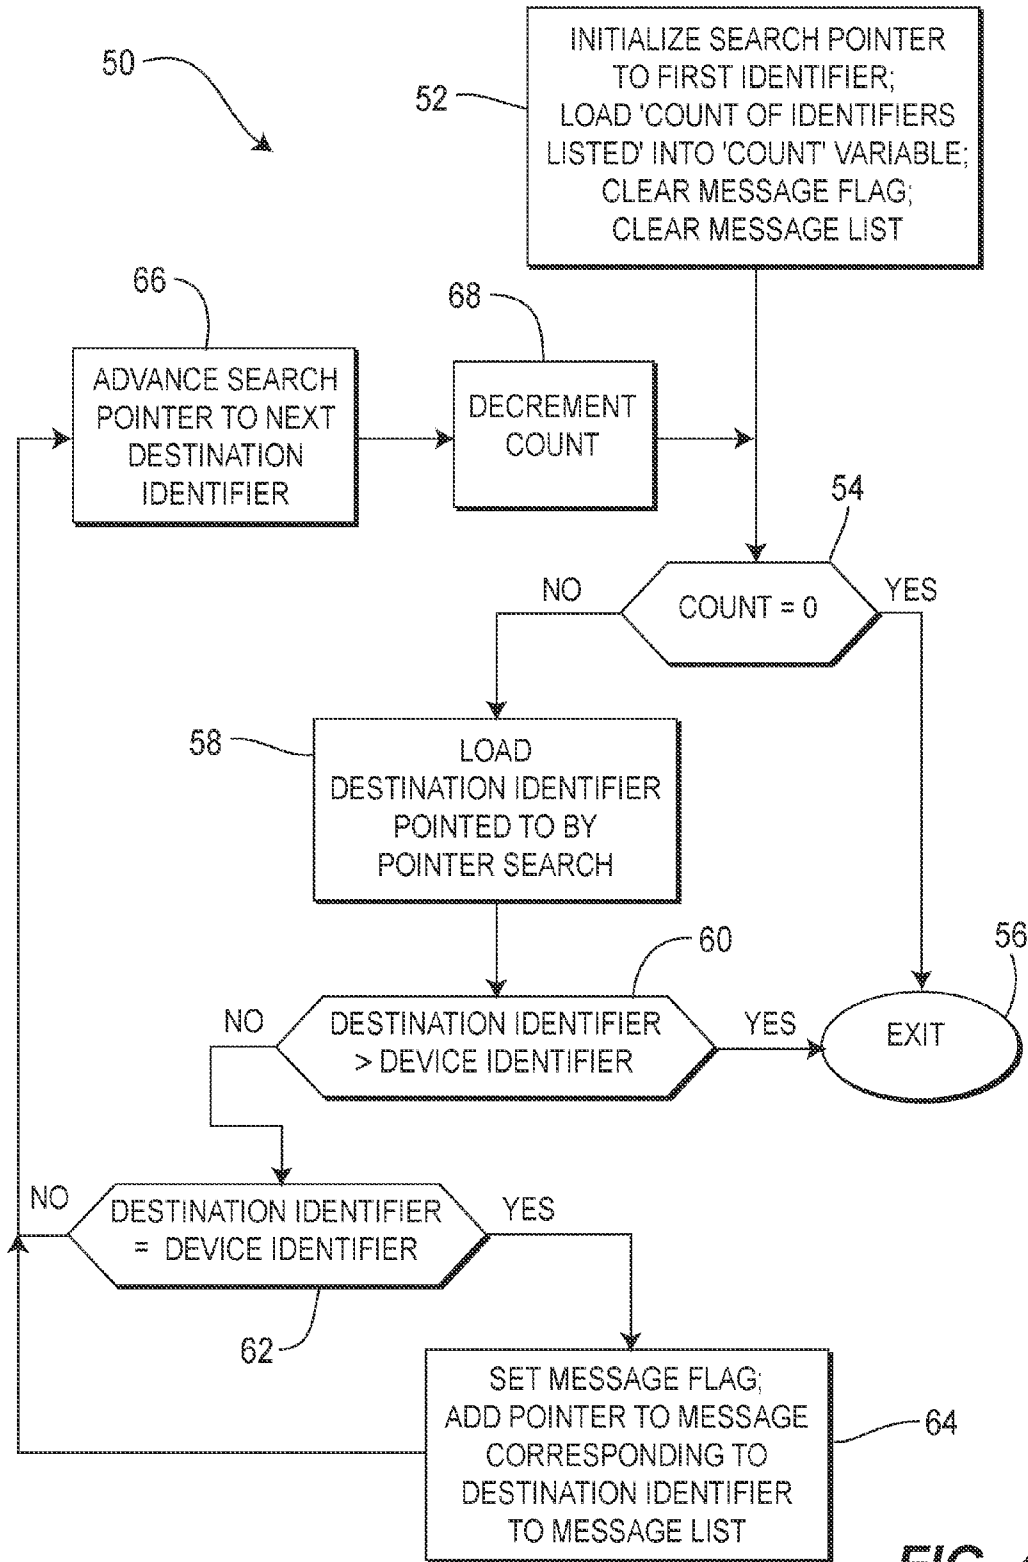 50
52
INITIALIZE SEARCH POINTER
TO FIRST IDENTIFIER;
LOAD 'COUNT OF IDENTIFIERS
LISTED' INTO 'COUNT' VARIABLE;
CLEAR MESSAGE FLAG;
CLEAR MESSAGE LIST
66
68
ADVANCE SEARCH
POINTER TO NEXT
DESTINATION
IDENTIFIER
DECREMENT
COUNT
54
NO
COUNT = 0
YES
58
LOAD
DESTINATION IDENTIFIER
POINTED TO BY
POINTER SEARCH
60
56
NO
DESTINATION IDENTIFIER
> DEVICE IDENTIFIER
YES
EXIT
NO
DESTINATION IDENTIFIER
= DEVICE IDENTIFIER
YES
62
SET MESSAGE FLAG;
ADD POINTER TO MESSAGE
CORRESPONDING TO
DESTINATION IDENTIFIER
TO MESSAGE LIST
64
FIG.